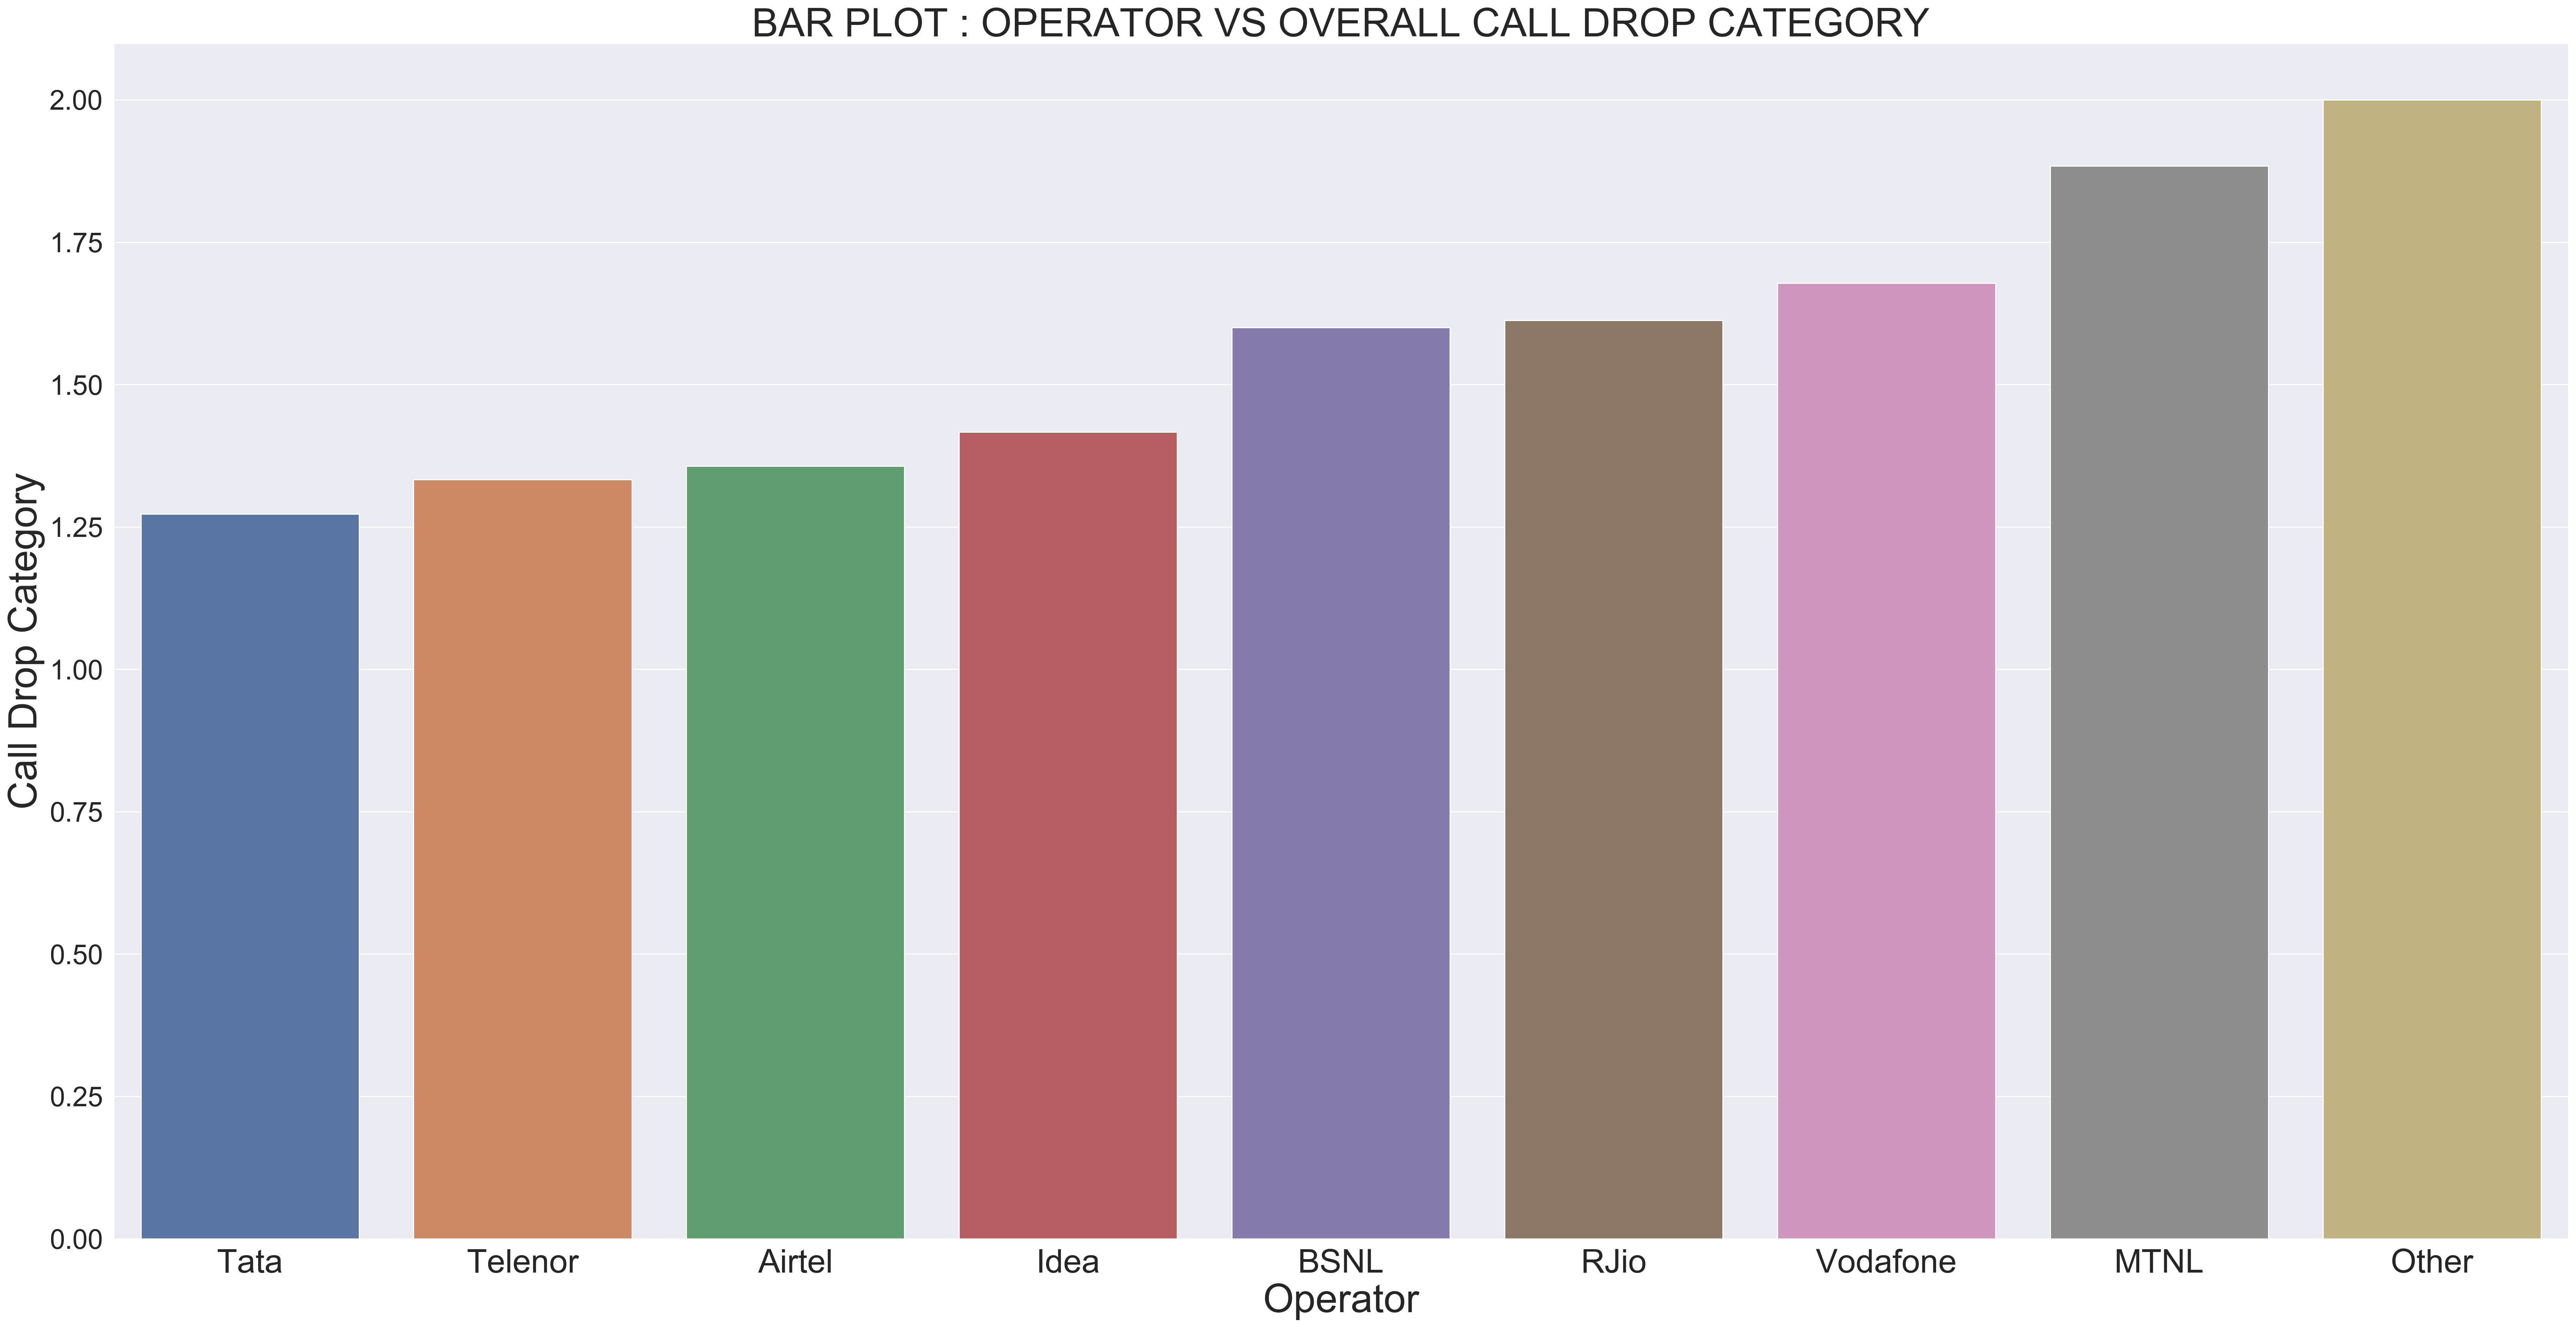 BAR PLOT : OPERATOR VS OVERALL CALL DROP CATEGORY
Call Drop Category
2.00
1.75
1.50
1.25
1.00
0.75
0.50
0.25
0.00
Tata Telenor Airtel Idea BSNL RJio Vodafone MTNL Other
Operator